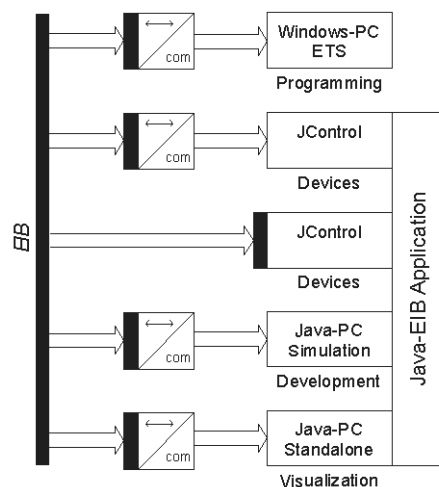 com
Windows-PC
ETS
Programming
com
JControl
Devices
JControl
Devices
com
Java-PC
Simulation
Development
com
Java-PC
Standalone
Visualization
EIB
Java-EIB Application